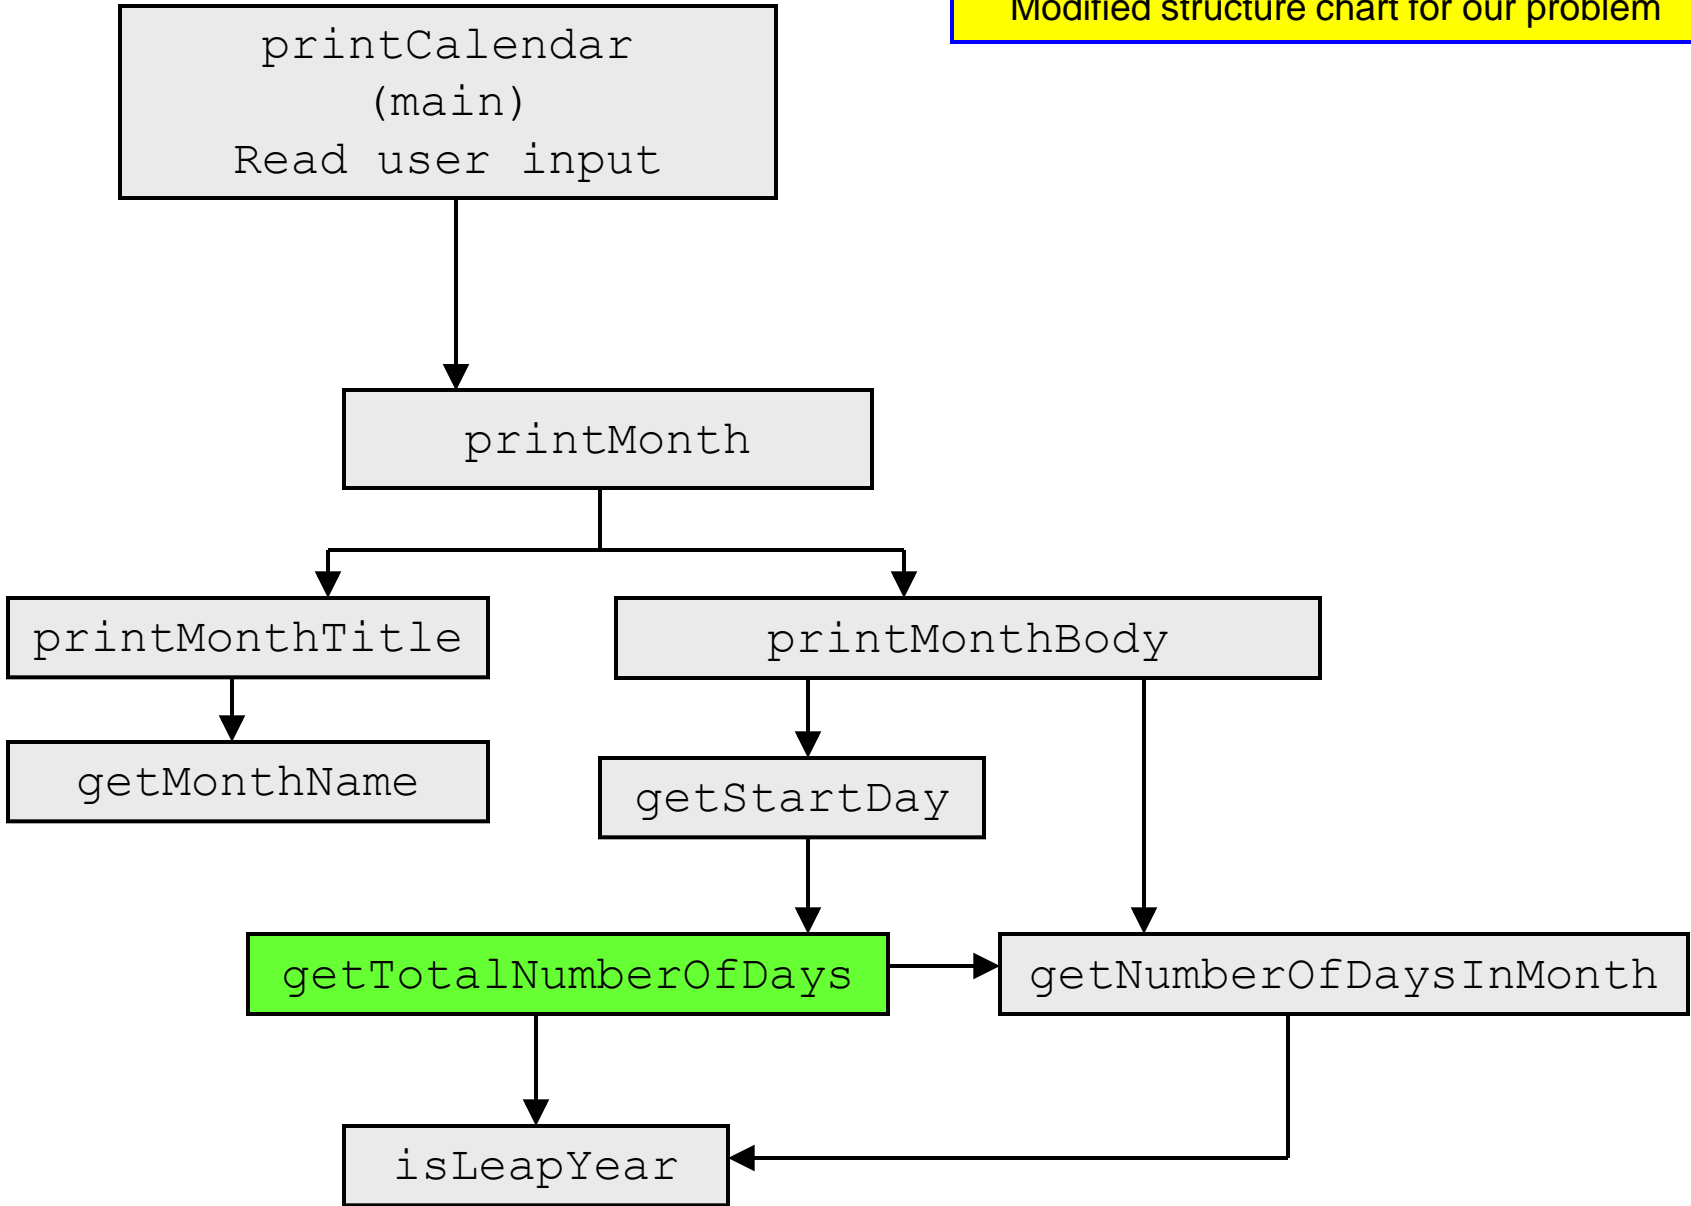 Modified structure chart for our problem
printCalendar
(main)
Read user input
printMonth
printMonthTitle
printMonthBody
getMonthName
getStartDay
getTotalNumberOfDays
getNumberOfDaysInMonth
isLeapYear